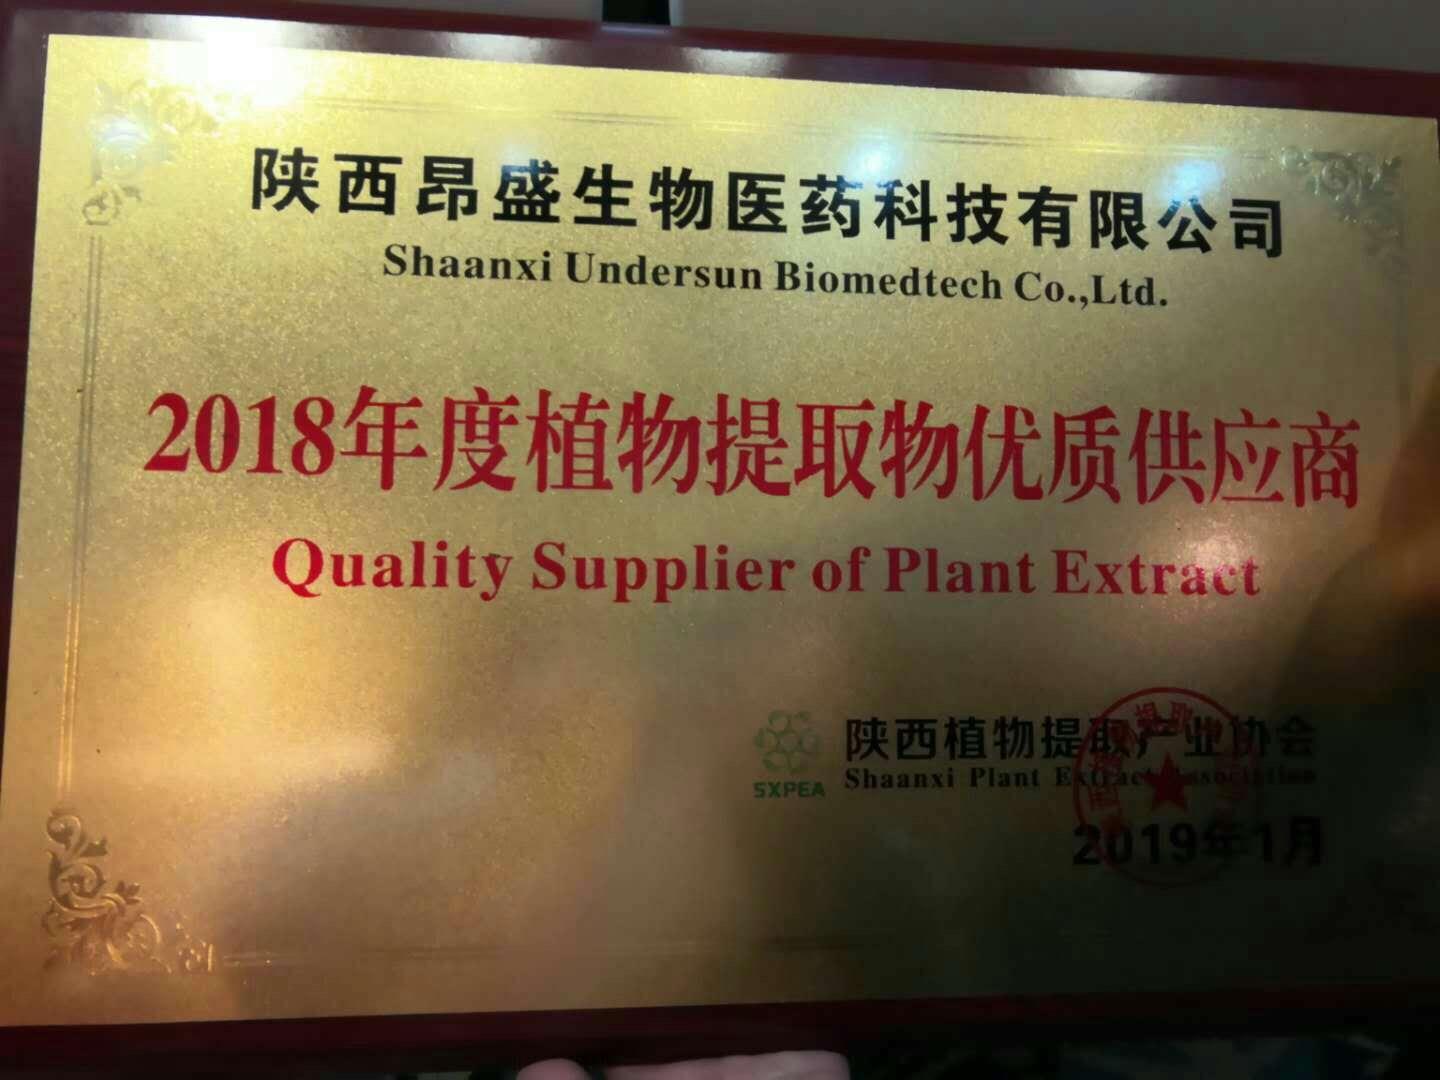 陕西昂盛生物医药科技有限公司
Shaanxi Undersun Biomedtech Co.,Ltd.
2018年度植物提取物优质供应商
Quality Supplier of Plant Extract
SXPEA
陕西植物提取产业协会
Shaanxi Plant Extract Association
2019年1月